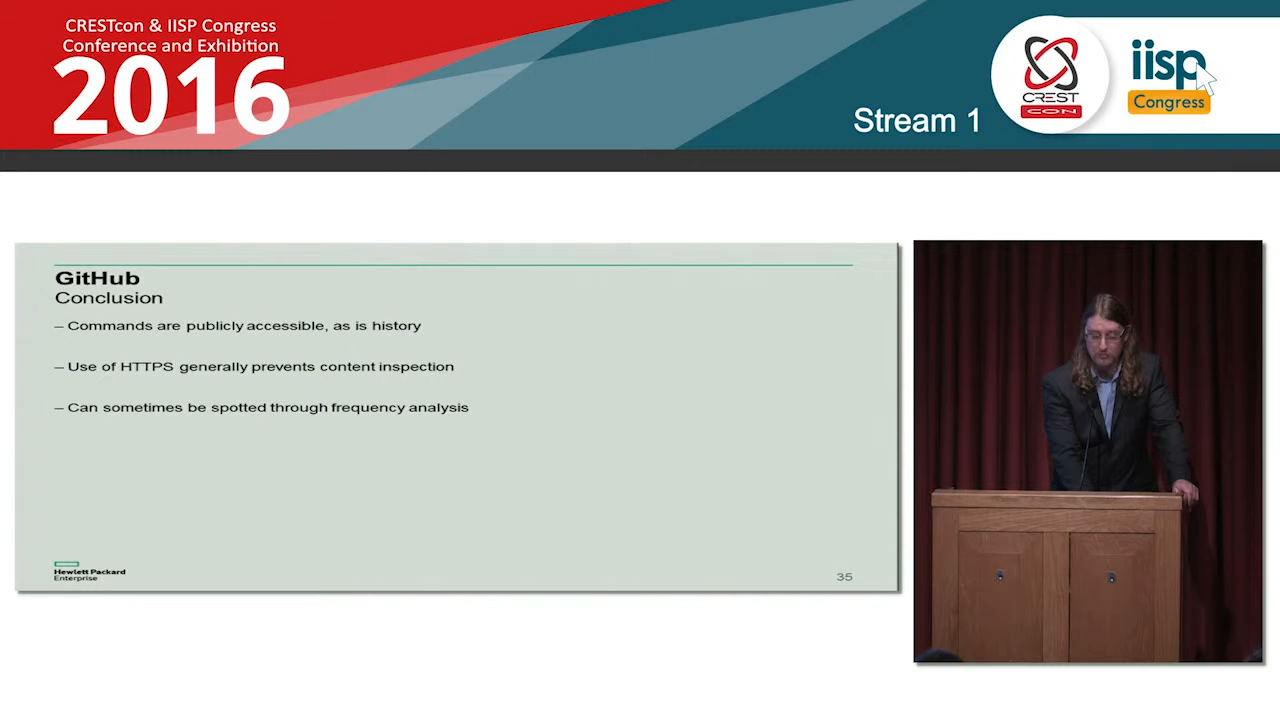 CRESTcon & IISP Congress
Conference and Exhibition
2016
Stream 1
CREST
CON
iisp
Congress
GitHub
Conclusion
– Commands are publicly accessible, as is history
– Use of HTTPS generally prevents content inspection
– Can sometimes be spotted through frequency analysis
Hewlett Packard
Enterprise
35